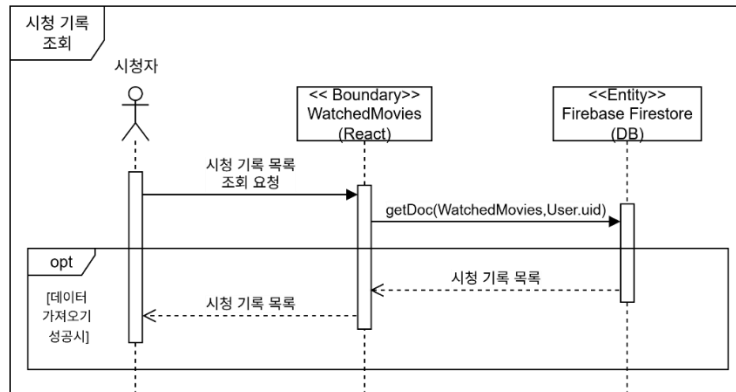 시청 기록
조회
시청자
<< Boundary>>
WatchedMovies
(React)
<<Entity>>
Firebase Firestore
(DB)
시청 기록 목록
조회 요청
getDoc(WatchedMovies,User.uid)
opt
[데이터
가져오기
성공시]
시청 기록 목록
시청 기록 목록